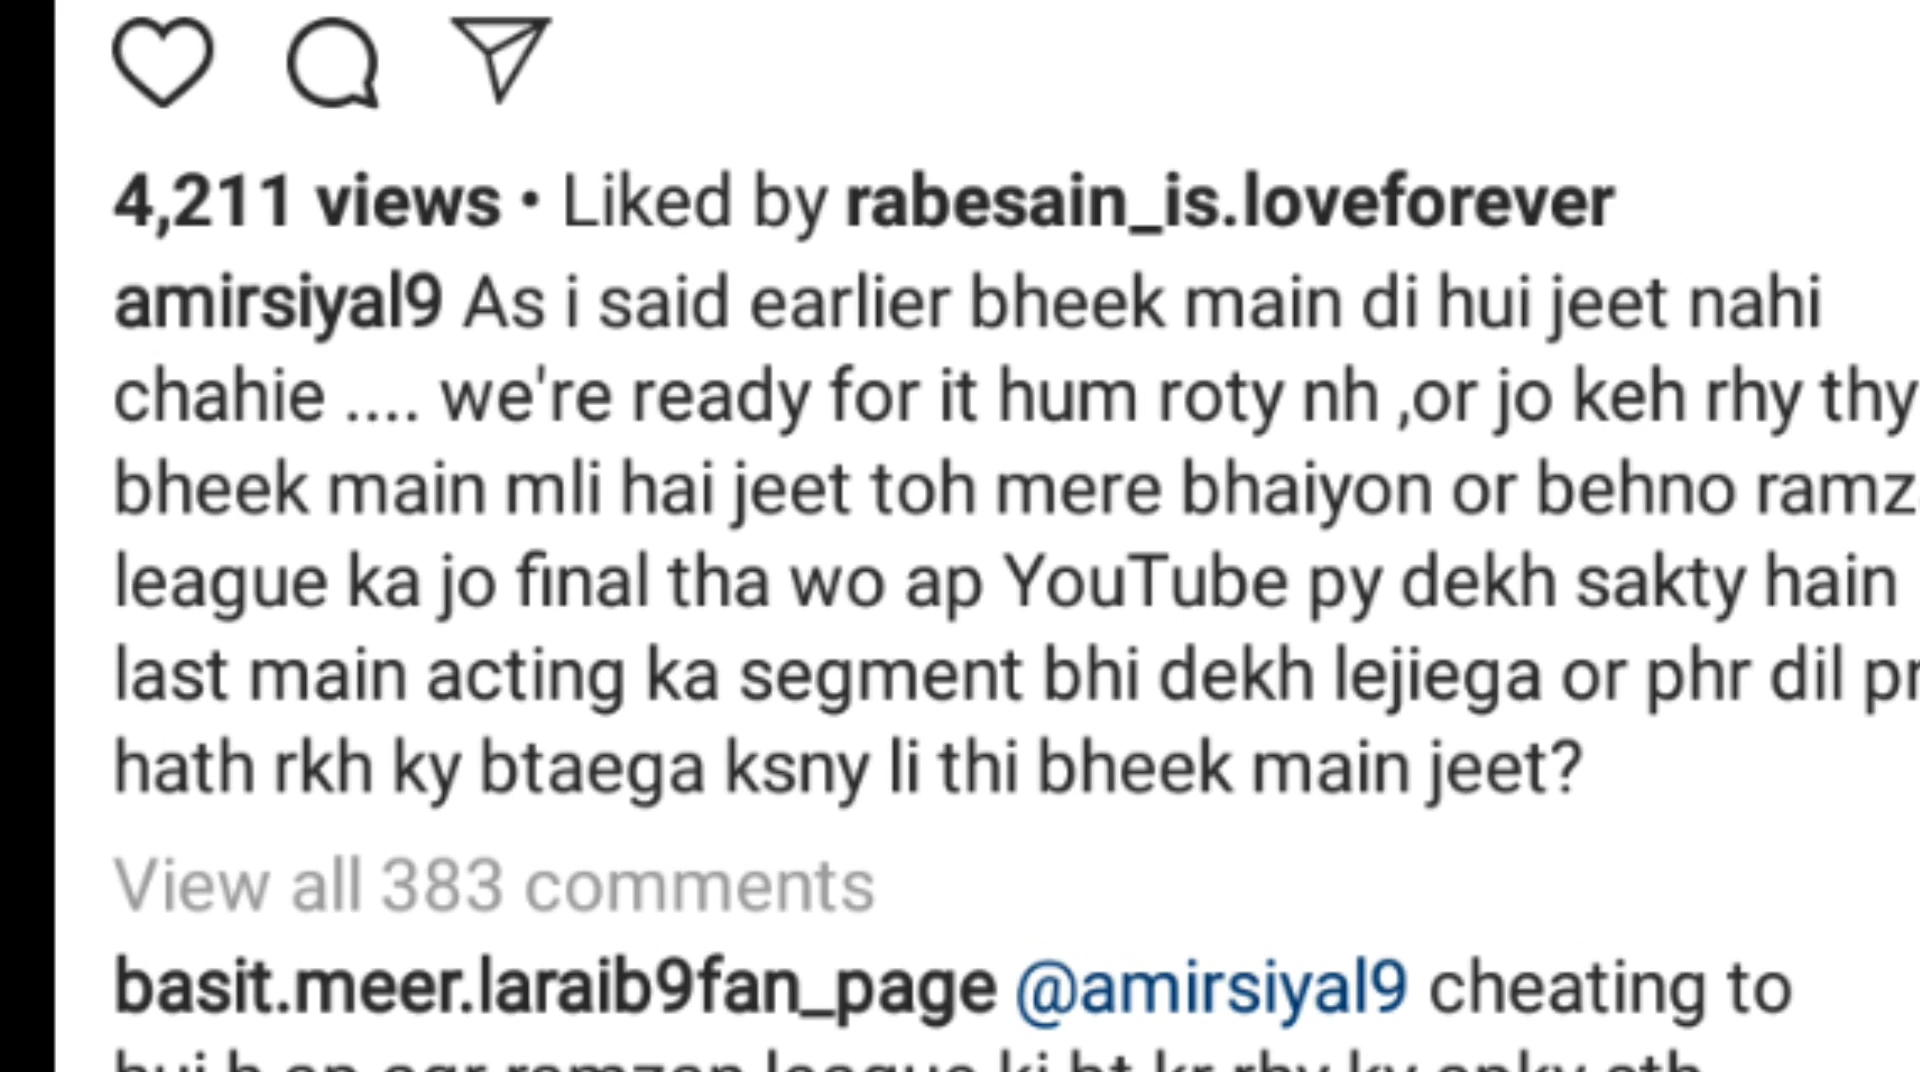 4,211 views • Liked by rabesain_is.loveforever
amirsiyal9 As i said earlier bheek main di hui jeet nahi
chahie .... we're ready for it hum roty nh ,or jo keh rhy thy
bheek main mli hai jeet toh mere bhaiyon or behno
league ka jo final tha wo ap YouTube py dekh sakty hain
last main acting ka segment bhi dekh lejiega or phr dil pr
hath rkh ky btaega ksny li thi bheek main jeet?
View all 383 comments
basit.meer.laraib9fan_page @amirsiyal9 cheating to